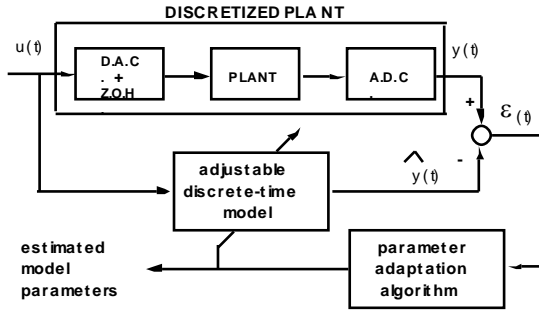 DISCRETIZED PLANT
u(t)
D.A.C
. +
Z.O.H
.
PLANT
A.D.C
.
y(t)
+
ε(t)
-
ŷ(t)
adjustable
discrete-time
model
estimated
model
parameters
parameter
adaptation
algorithm